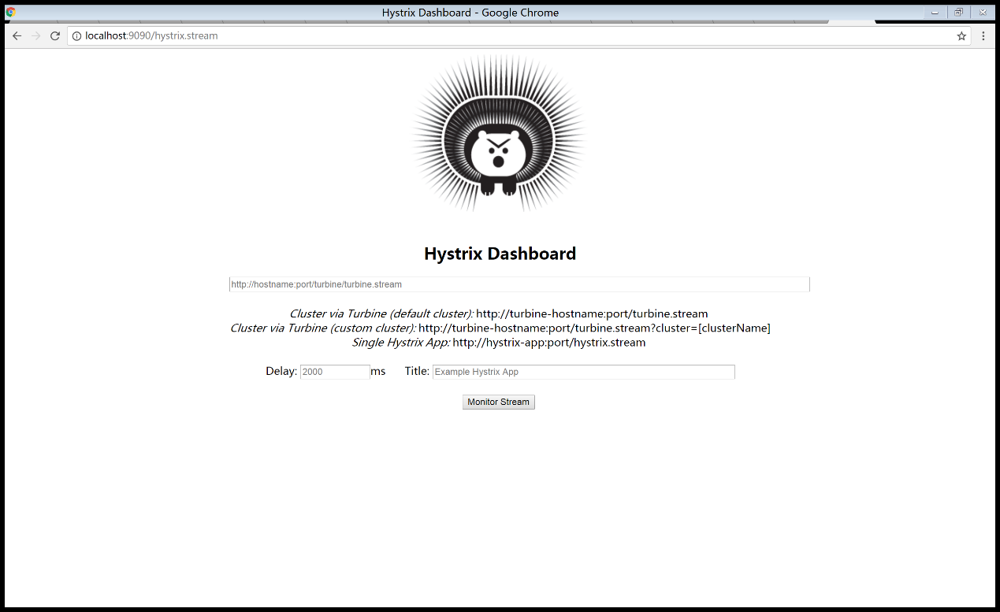 Hystrix Dashboard - Google Chrome
localhost:9090/hystrix.stream
Hystrix Dashboard
http://hostname:port/turbine/turbine.stream
Cluster via Turbine (default cluster): http://turbine-hostname:port/turbine.stream
Cluster via Turbine (custom cluster): http://turbine-hostname:port/turbine.stream?cluster=[clusterName]
Single Hystrix App: http://hystrix-app:port/hystrix.stream
Delay: 2000 ms Title: Example Hystrix App
Monitor Stream